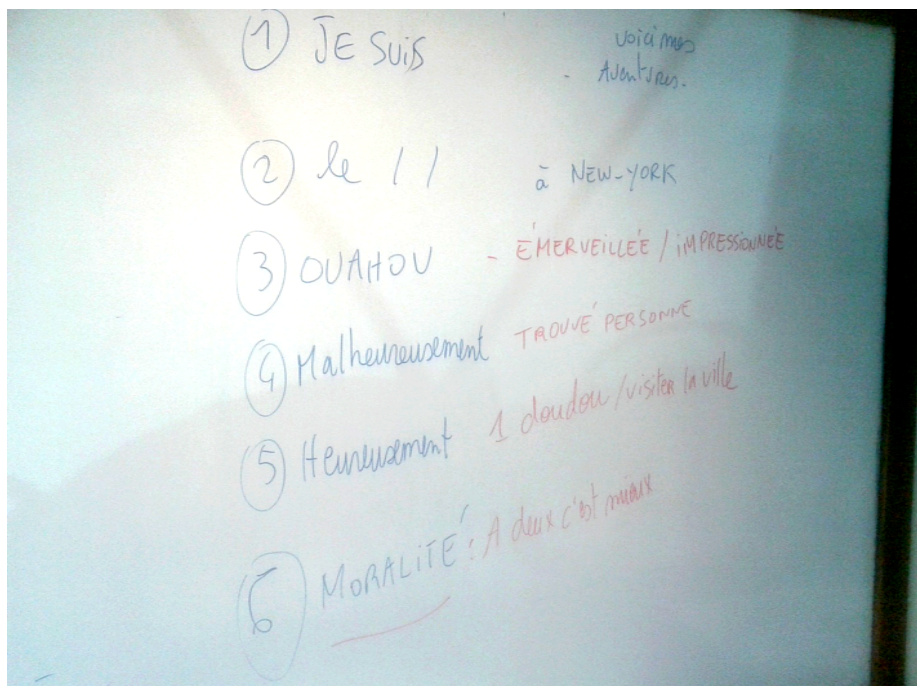 ① JE SUIS voici mes
- Aventures.
② le / / à NEW-YORK
③ OUAHOU - ÉMERVEILLÉE / IMPRESSIONNÉE
④ Malheureusement TROUVÉ PERSONNE
⑤ Heureusement 1 doudou / visiter la ville
⑥ MORALITÉ : A deux c'est mieux